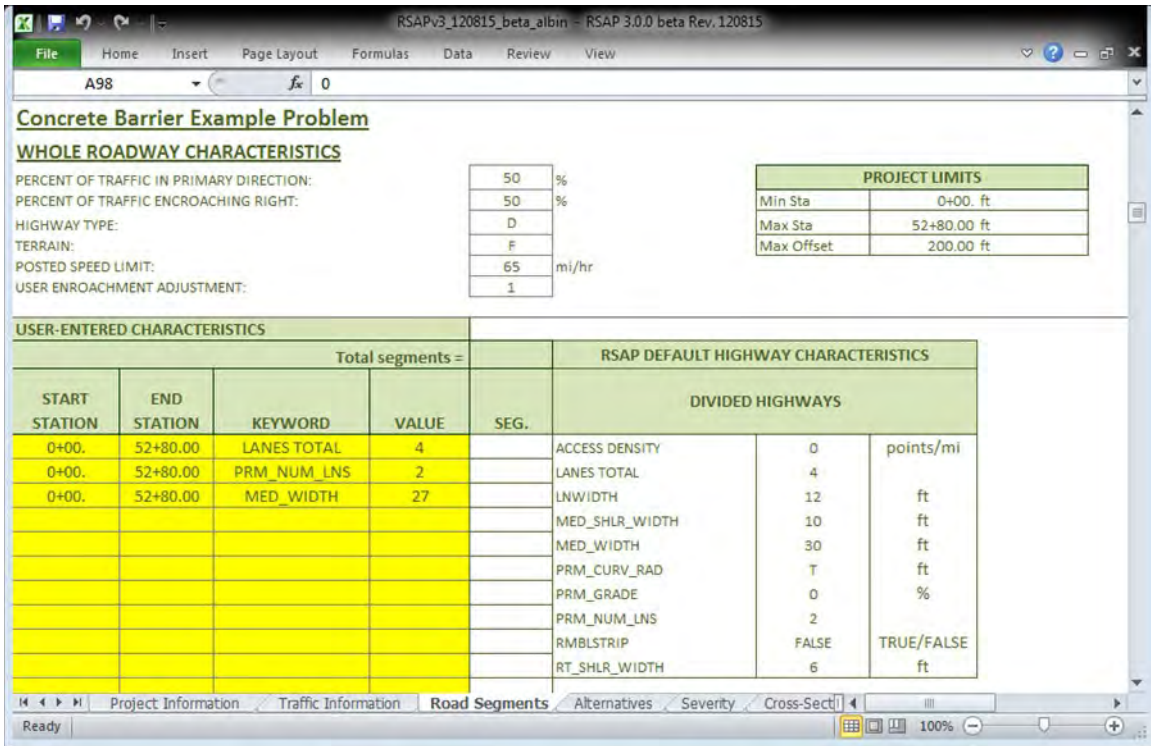 RSAPv3_120815_beta_albin - RSAP 3.0.0 beta Rev. 120815
File Home Insert Page Layout Formulas Data Review View
A98 fx 0
Concrete Barrier Example Problem
WHOLE ROADWAY CHARACTERISTICS
PERCENT OF TRAFFIC IN PRIMARY DIRECTION: 50 %
PERCENT OF TRAFFIC ENCROACHING RIGHT: 50 %
HIGHWAY TYPE: D
TERRAIN: F
POSTED SPEED LIMIT: 65 mi/hr
USER ENROACHMENT ADJUSTMENT: 1
PROJECT LIMITS
Min Sta 0+00. ft
Max Sta 52+80.00 ft
Max Offset 200.00 ft
USER-ENTERED CHARACTERISTICS
Total segments =
START STATION END STATION KEYWORD VALUE SEG.
0+00. 52+80.00 LANES TOTAL 4
0+00. 52+80.00 PRM_NUM_LNS 2
0+00. 52+80.00 MED_WIDTH 27
RSAP DEFAULT HIGHWAY CHARACTERISTICS
DIVIDED HIGHWAYS
ACCESS DENSITY 0 points/mi
LANES TOTAL 4
LNWIDTH 12 ft
MED_SHLR_WIDTH 10 ft
MED_WIDTH 30 ft
PRM_CURV_RAD T ft
PRM_GRADE 0 %
PRM_NUM_LNS 2
RMBLSTRIP FALSE TRUE/FALSE
RT_SHLR_WIDTH 6 ft
Project Information Traffic Information Road Segments Alternatives Severity Cross-Secti
Ready 100%